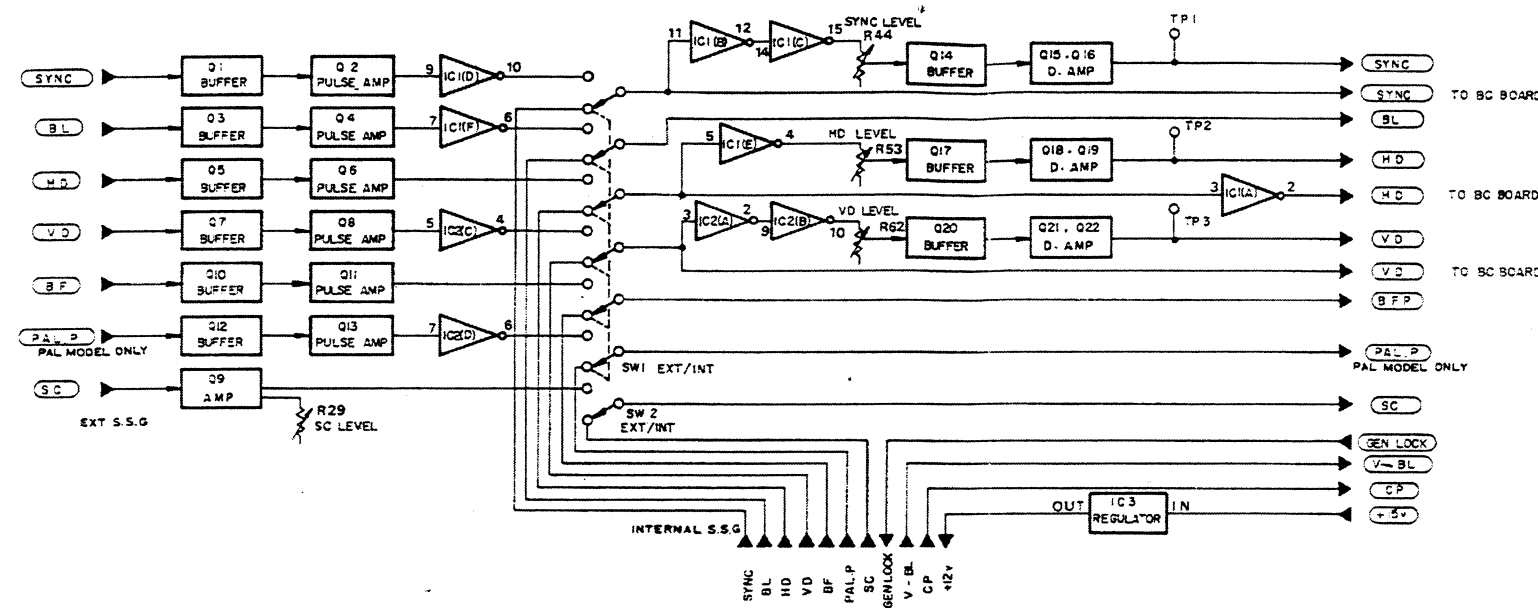 11 IC1(B) 12 14 IC1(C) 15 SYNC LEVEL R44 TP1
SYNC Q1 BUFFER Q2 PULSE AMP 9 IC1(D) 10 Q14 BUFFER Q15. Q16 D. AMP SYNC
SYNC TO BC BOARD
BL Q3 BUFFER Q4 PULSE AMP 7 IC1(F) 6 BL
5 IC1(E) 4 HD LEVEL R53 TP2
HD Q5 BUFFER Q6 PULSE AMP Q17 BUFFER Q18. Q19 D. AMP HD
3 IC1(A) 2 HD TO BC BOARD
VD Q7 BUFFER Q8 PULSE AMP 5 IC2(C) 4 3 IC2(A) 2 9 IC2(B) 10 VD LEVEL R62 Q20 BUFFER Q21. Q22 D. AMP TP3 VD
VD TO BC BOARD
BF Q10 BUFFER Q11 PULSE AMP BFP
PAL.P PAL MODEL ONLY Q12 BUFFER Q13 PULSE AMP 7 IC2(D) 6
SW1 EXT/INT PAL.P PAL MODEL ONLY
SC Q9 AMP
EXT S.S.G R29 SC LEVEL
SW 2 EXT/INT SC
GEN LOCK
V-BL
CP
OUT IC3 REGULATOR IN +15v
INTERNAL S.S.G
SYNC
BL
HD
VD
BF
PAL.P
SC
GENLOCK
V-BL
CP
+12v